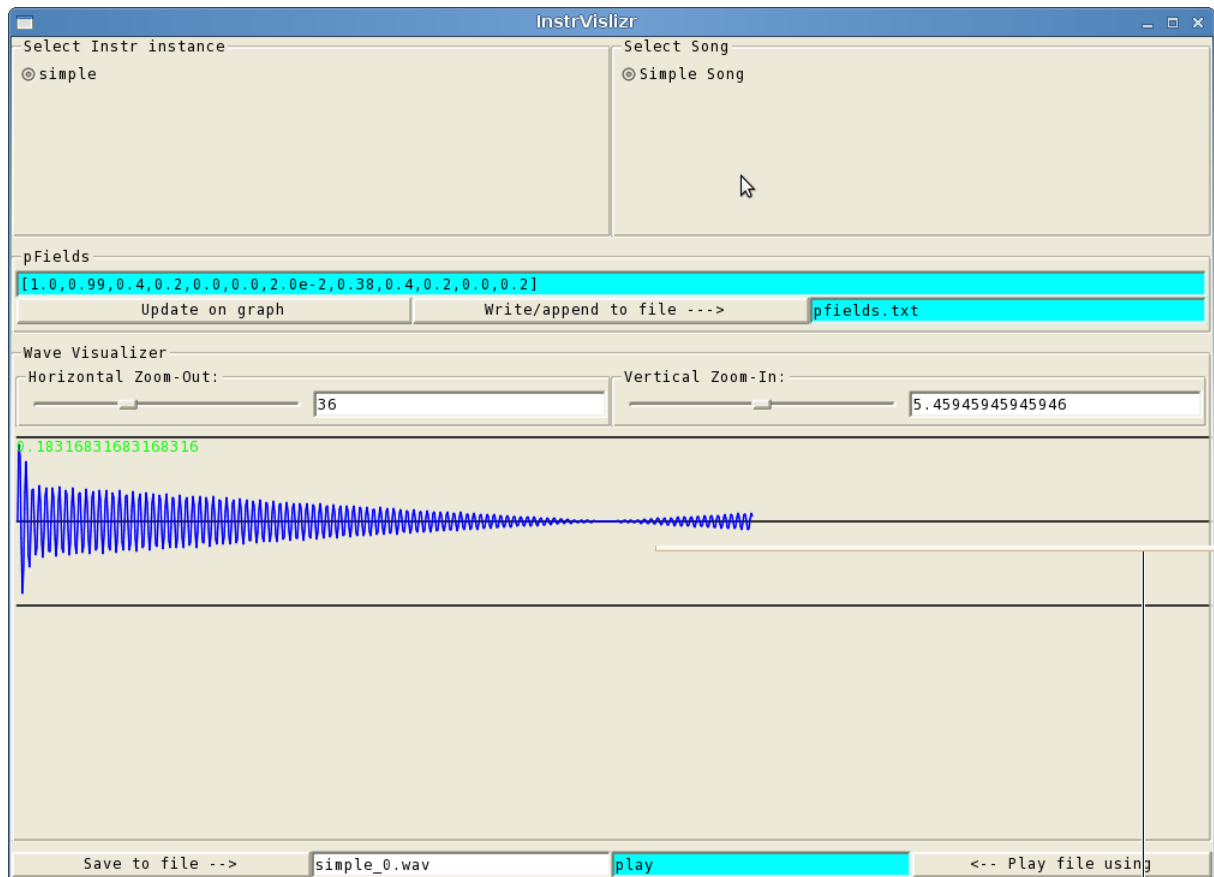 InstrVislizr
Select Instr instance
simple
Select Song
Simple Song
pFields
[1.0,0.99,0.4,0.2,0.0,0.0,2.0e-2,0.38,0.4,0.2,0.0,0.2]
Update on graph
Write/append to file --->
pfields.txt
Wave Visualizer
Horizontal Zoom-Out:
36
Vertical Zoom-In:
5.45945945945946
0.18316831683168316
Save to file -->
simple_0.wav
play
<-- Play file using